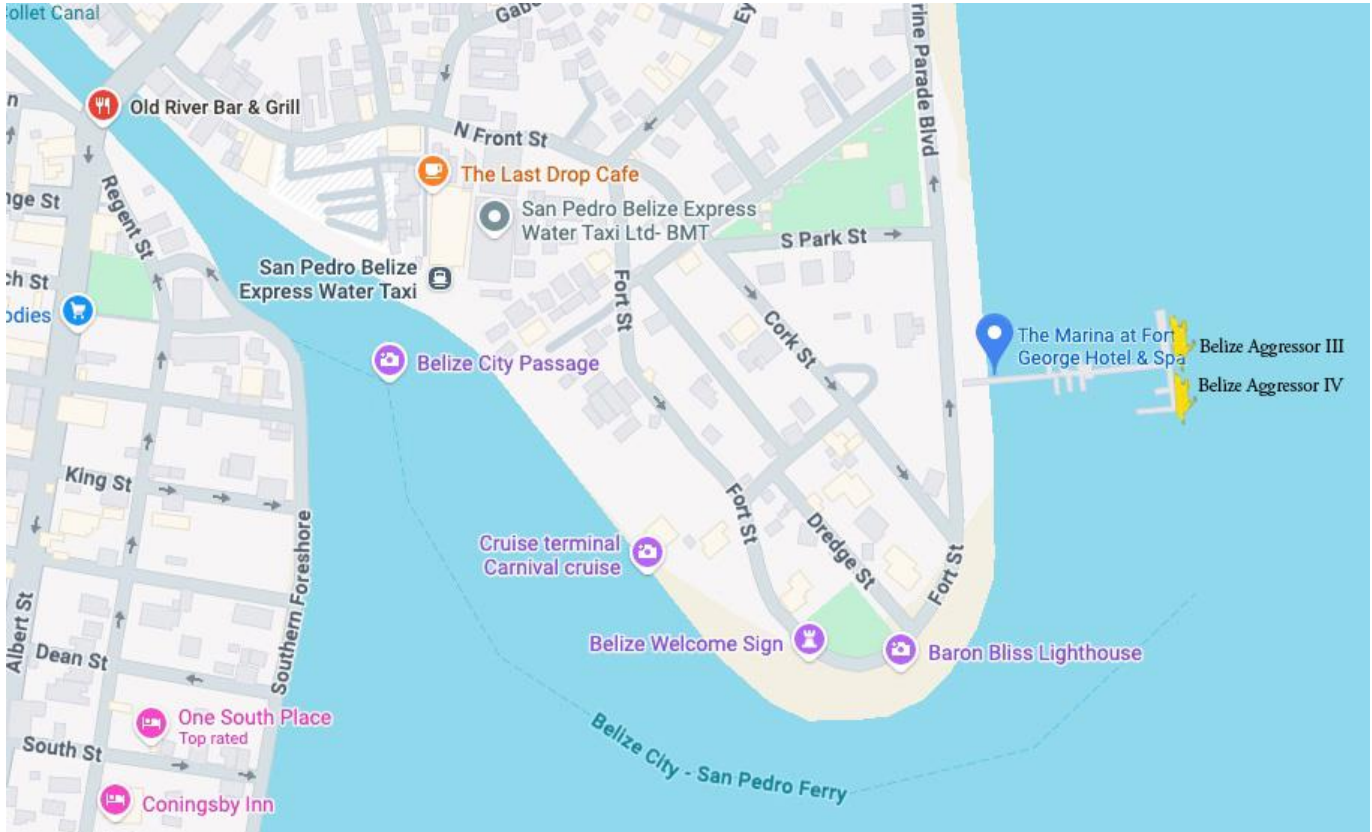 ollet Canal
Old River Bar & Grill
N Front St
The Last Drop Cafe
San Pedro Belize Express
Water Taxi Ltd- BMT
San Pedro Belize
Express Water Taxi
Regent St
nge St
ch St
odies
Belize City Passage
Fort St
S Park St
rine Parade Blvd
Cork St
The Marina at Fort
George Hotel & Spa
Belize Aggressor III
Belize Aggressor IV
King St
Fort St
Dredge St
Fort St
Cruise terminal
Carnival cruise
Southern Foreshore
Albert St
Dean St
Belize Welcome Sign
Baron Bliss Lighthouse
One South Place
Top rated
South St
Coningsby Inn
Belize City - San Pedro Ferry